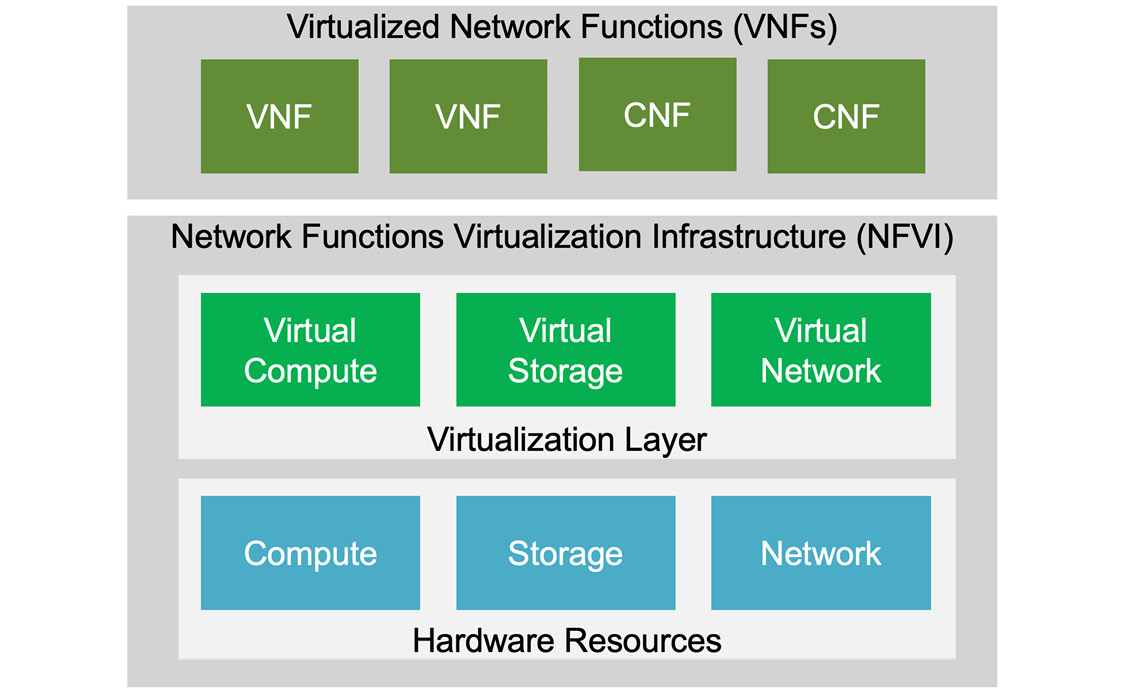 Virtualized Network Functions (VNFs)
VNF
VNF
CNF
CNF
Network Functions Virtualization Infrastructure (NFVI)
Virtual
Compute
Virtual
Storage
Virtual
Network
Virtualization Layer
Compute
Storage
Network
Hardware Resources